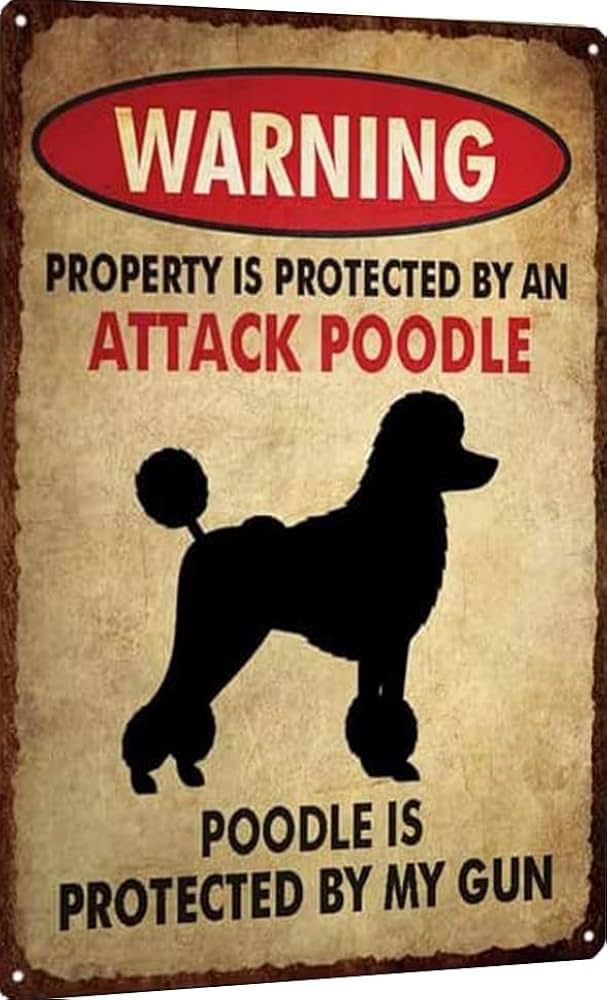 WARNING
PROPERTY IS PROTECTED BY AN
ATTACK POODLE
POODLE IS
PROTECTED BY MY GUN